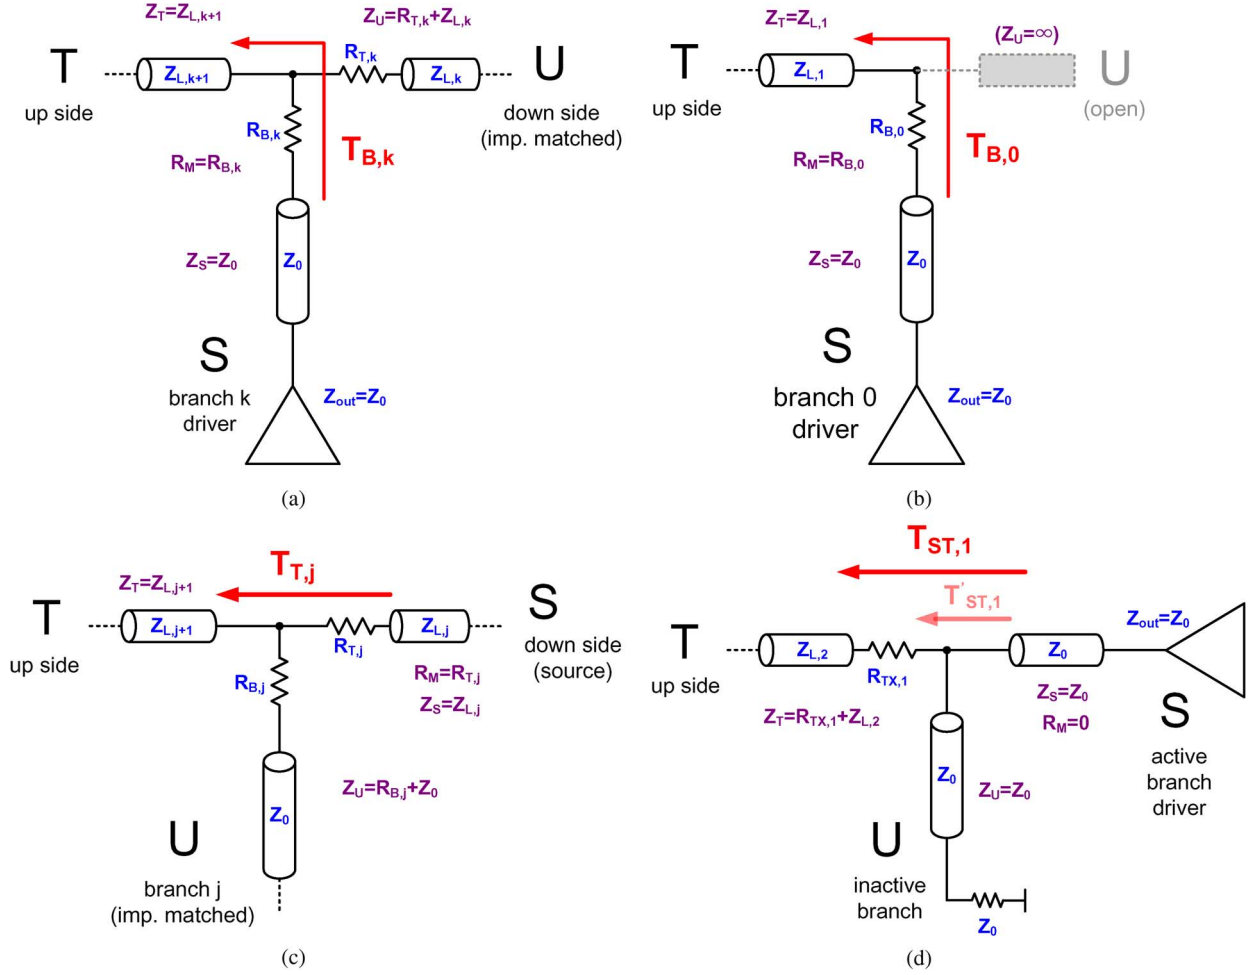 Z_T=Z_L,k+1
Z_U=R_T,k+Z_L,k
T
up side
Z_L,k+1
R_T,k
Z_L,k
U
down side
(imp. matched)
R_B,k
T_B,k
R_M=R_B,k
Z_S=Z_0
Z_0
S
branch k
driver
Z_out=Z_0
(a)
Z_T=Z_L,1
(Z_U=∞)
T
up side
Z_L,1
U
(open)
R_B,0
T_B,0
R_M=R_B,0
Z_S=Z_0
Z_0
S
branch 0
driver
Z_out=Z_0
(b)
T_T,j
Z_T=Z_L,j+1
T
up side
Z_L,j+1
R_T,j
Z_L,j
S
down side
(source)
R_B,j
R_M=R_T,j
Z_S=Z_L,j
Z_0
Z_U=R_B,j+Z_0
U
branch j
(imp. matched)
(c)
T_ST,1
T'_ST,1
Z_out=Z_0
T
up side
Z_L,2
R_TX,1
Z_0
Z_T=R_TX,1+Z_L,2
Z_S=Z_0
R_M=0
S
active
branch
driver
Z_0
Z_U=Z_0
U
inactive
branch
Z_0
(d)